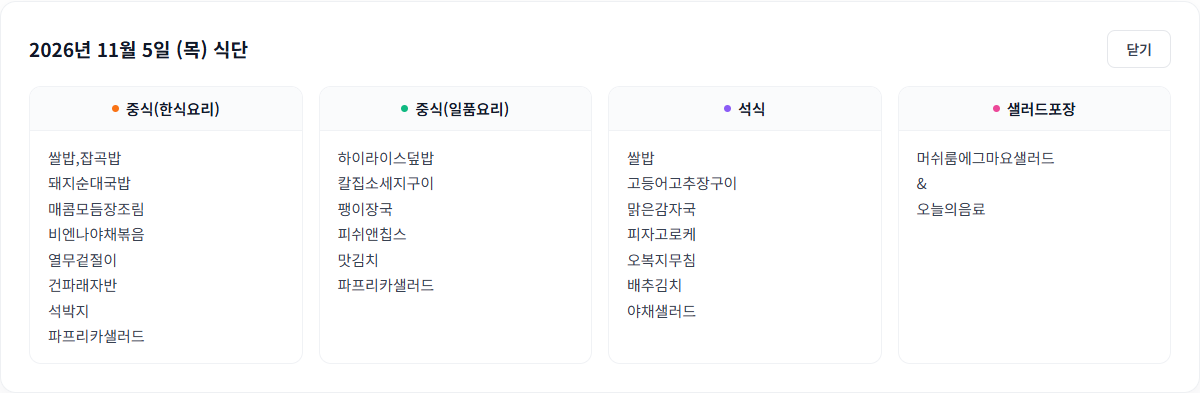 2026년 11월 5일 (목) 식단
닫기
중식(한식요리)
쌀밥,잡곡밥
돼지순대국밥
매콤모듬장조림
비엔나야채볶음
열무겉절이
건파래자반
석박지
파프리카샐러드
중식(일품요리)
하이라이스덮밥
칼집소세지구이
팽이장국
피쉬앤칩스
맛김치
파프리카샐러드
석식
쌀밥
고등어고추장구이
맑은감자국
피자고로케
오복지무침
배추김치
야채샐러드
샐러드포장
머쉬룸에그마요샐러드
&
오늘의음료